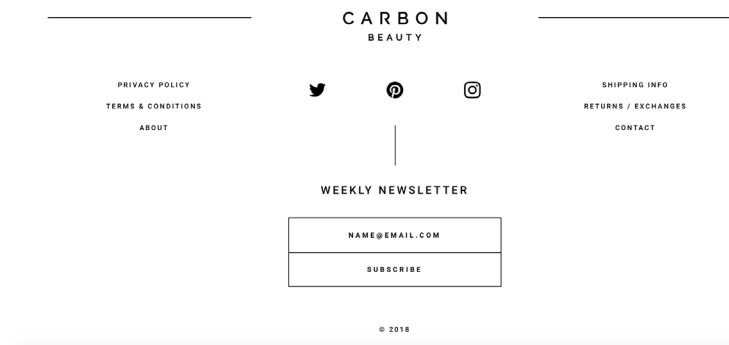 CARBON
BEAUTY
PRIVACY POLICY
TERMS & CONDITIONS
ABOUT
SHIPPING INFO
RETURNS / EXCHANGES
CONTACT
WEEKLY NEWSLETTER
NAME@EMAIL.COM
SUBSCRIBE
© 2018